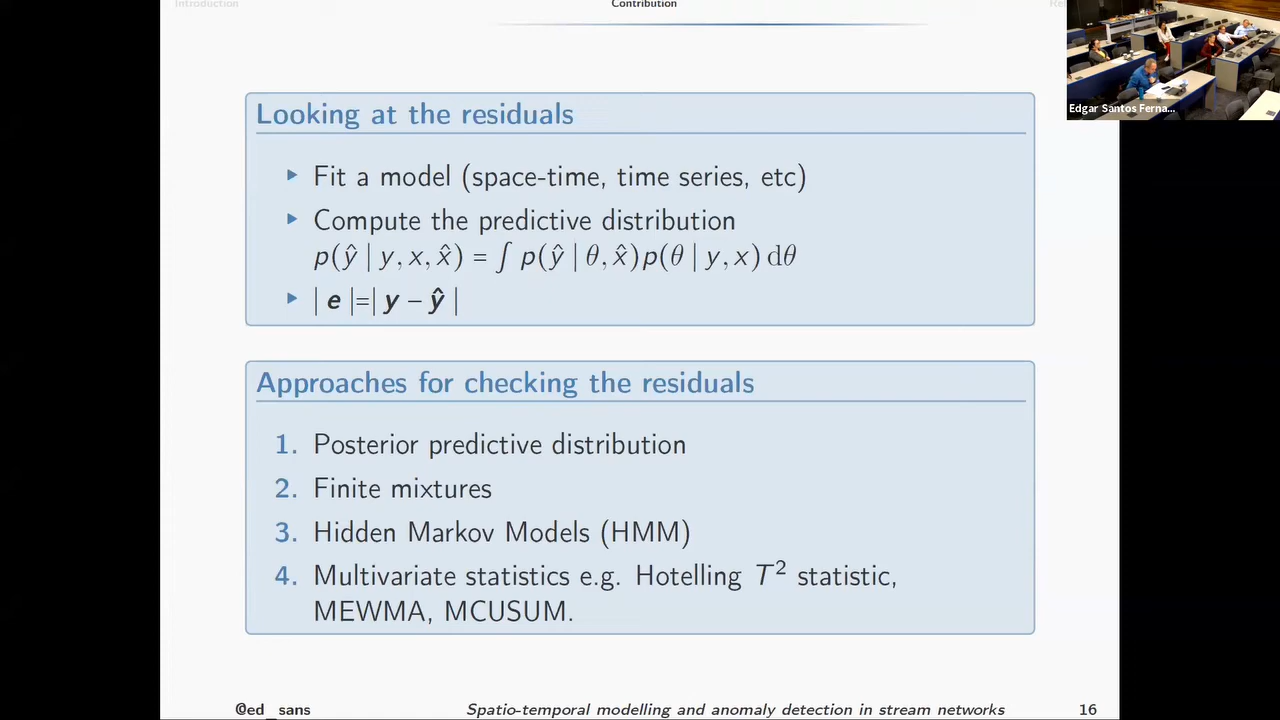 Introduction
Contribution
Edgar Santos Ferna...
Looking at the residuals
▶ Fit a model (space-time, time series, etc)
▶ Compute the predictive distribution
p(ŷ | y, x, x̂) = ∫ p(ŷ | θ, x̂)p(θ | y, x) dθ
▶ | e |=| y − ŷ |
Approaches for checking the residuals
1. Posterior predictive distribution
2. Finite mixtures
3. Hidden Markov Models (HMM)
4. Multivariate statistics e.g. Hotelling T² statistic,
MEWMA, MCUSUM.
@ed_sans
Spatio-temporal modelling and anomaly detection in stream networks
16